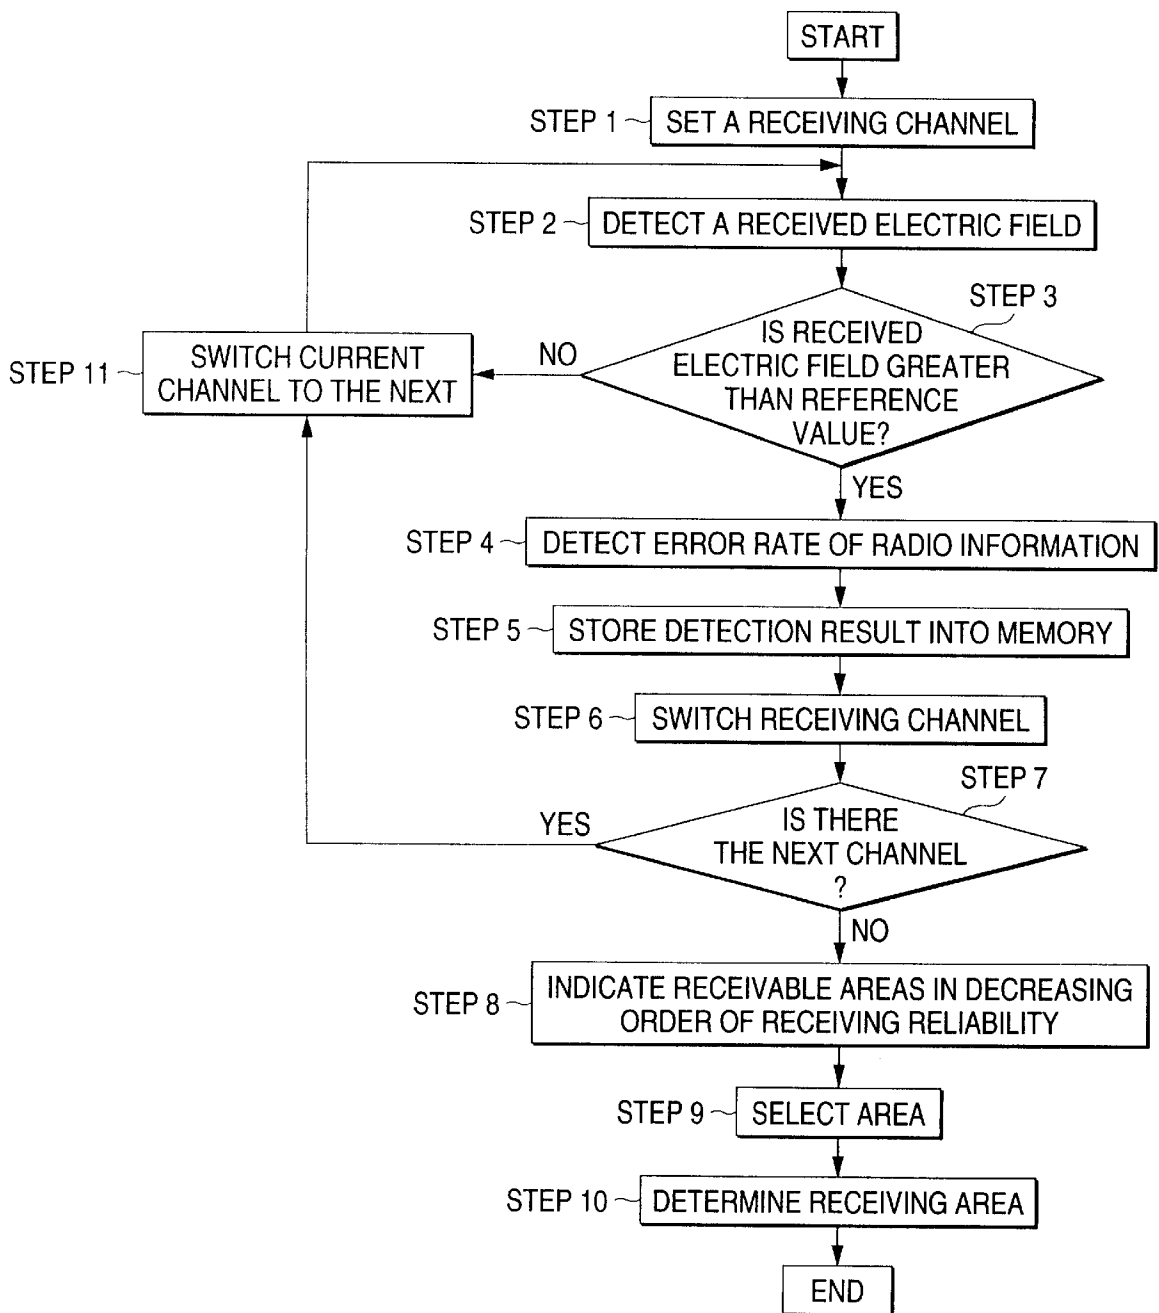 START
STEP 1
SET A RECEIVING CHANNEL
STEP 2
DETECT A RECEIVED ELECTRIC FIELD
STEP 3
IS RECEIVED
ELECTRIC FIELD GREATER
THAN REFERENCE
VALUE?
NO
STEP 11
SWITCH CURRENT
CHANNEL TO THE NEXT
YES
STEP 4
DETECT ERROR RATE OF RADIO INFORMATION
STEP 5
STORE DETECTION RESULT INTO MEMORY
STEP 6
SWITCH RECEIVING CHANNEL
STEP 7
IS THERE
THE NEXT CHANNEL
?
YES
NO
STEP 8
INDICATE RECEIVABLE AREAS IN DECREASING
ORDER OF RECEIVING RELIABILITY
STEP 9
SELECT AREA
STEP 10
DETERMINE RECEIVING AREA
END